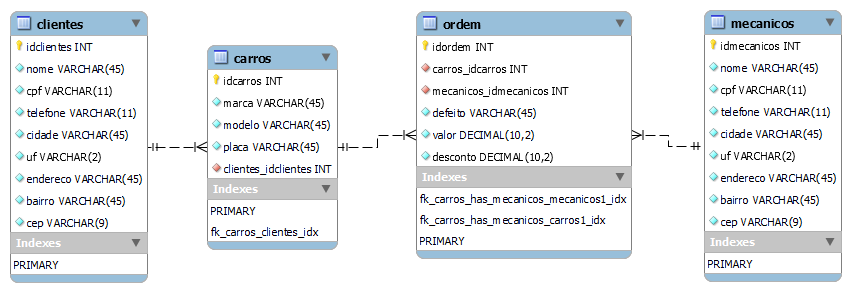 clientes
idclientes INT
nome VARCHAR(45)
cpf VARCHAR(11)
telefone VARCHAR(11)
cidade VARCHAR(45)
uf VARCHAR(2)
endereco VARCHAR(45)
bairro VARCHAR(45)
cep VARCHAR(9)
Indexes
PRIMARY
carros
idcarros INT
marca VARCHAR(45)
modelo VARCHAR(45)
placa VARCHAR(45)
clientes_idclientes INT
Indexes
PRIMARY
fk_carros_clientes_idx
ordem
idordem INT
carros_idcarros INT
mecanicos_idmecanicos INT
defeito VARCHAR(45)
valor DECIMAL(10,2)
desconto DECIMAL(10,2)
Indexes
fk_carros_has_mecanicos_mecanicos1_idx
fk_carros_has_mecanicos_carros1_idx
PRIMARY
mecanicos
idmecanicos INT
nome VARCHAR(45)
cpf VARCHAR(11)
telefone VARCHAR(11)
cidade VARCHAR(45)
uf VARCHAR(2)
endereco VARCHAR(45)
bairro VARCHAR(45)
cep VARCHAR(9)
Indexes
PRIMARY